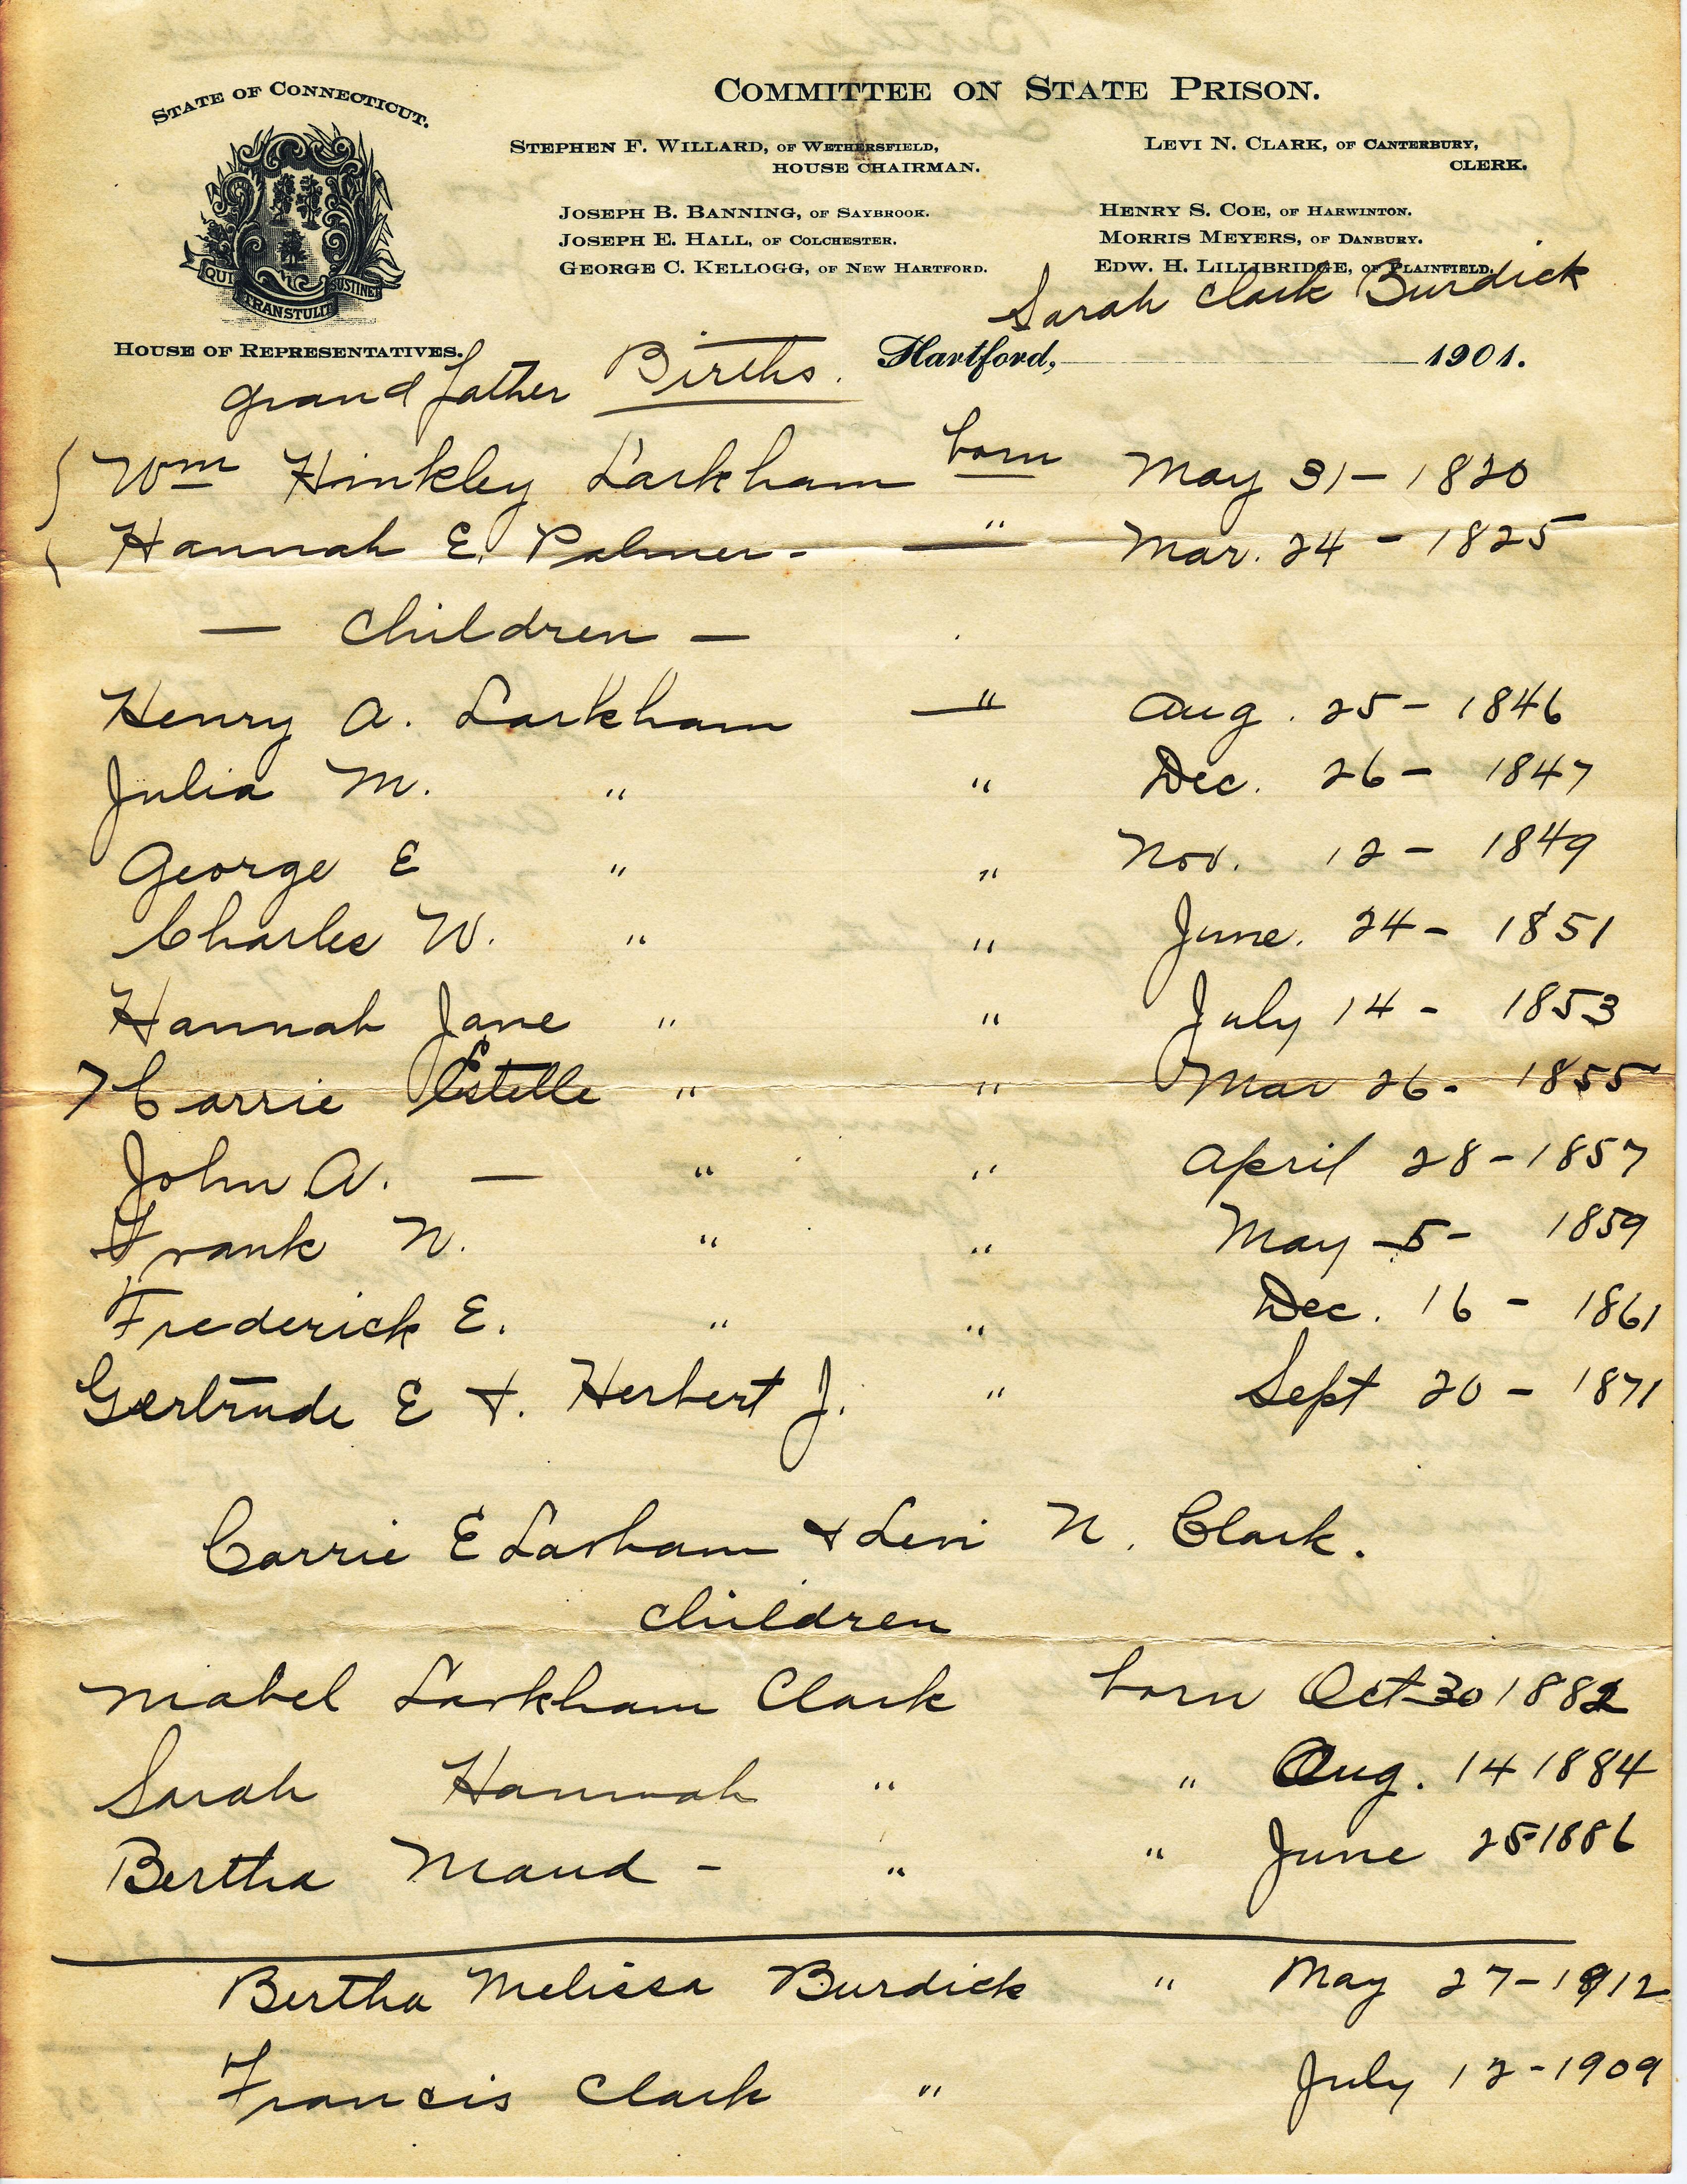 STATE OF CONNECTICUT.
COMMITTEE ON STATE PRISON.
STEPHEN F. WILLARD, OF WETHERSFIELD,
HOUSE CHAIRMAN.
LEVI N. CLARK, OF CANTERBURY,
CLERK.
JOSEPH B. BANNING, OF SAYBROOK.
HENRY S. COE, OF HARWINTON.
JOSEPH E. HALL, OF COLCHESTER.
MORRIS MEYERS, OF DANBURY.
GEORGE C. KELLOGG, OF NEW HARTFORD.
EDW. H. LILLIBRIDGE, OF PLAINFIELD.
QUI TRANSTULIT SUSTINET
Sarah Clark Burdick
HOUSE OF REPRESENTATIVES.
Hartford, 1901.
grand father Births.
Wm Hinkley Larkham born May 31 - 1820
Hannah E. Palmer - " Mar. 24 - 1825
- Children -
Henry A. Larkham " Aug. 25 - 1846
Julia M. " " Dec. 26 - 1847
George E " " Nov. 12 - 1849
Charles W. " " June. 24 - 1851
Hannah Jane " " July 14 - 1853
7 Carrie Estelle " " Mar 26 - 1855
John A. - " " April 28 - 1857
Frank N. " " May 5 - 1859
Frederick E. " " Dec. 16 - 1861
Gertrude E +. Herbert J. " Sept 20 - 1871
Carrie E Larham + Levi N. Clark.
Children
Mabel Larkham Clark born Oct 30 1882
Sarah Hannah " " Aug. 14 1884
Bertha Maud - " " June 25 1886
Bertha Melissa Burdick " May 27 - 1912
Francis Clark " July 12 - 1909